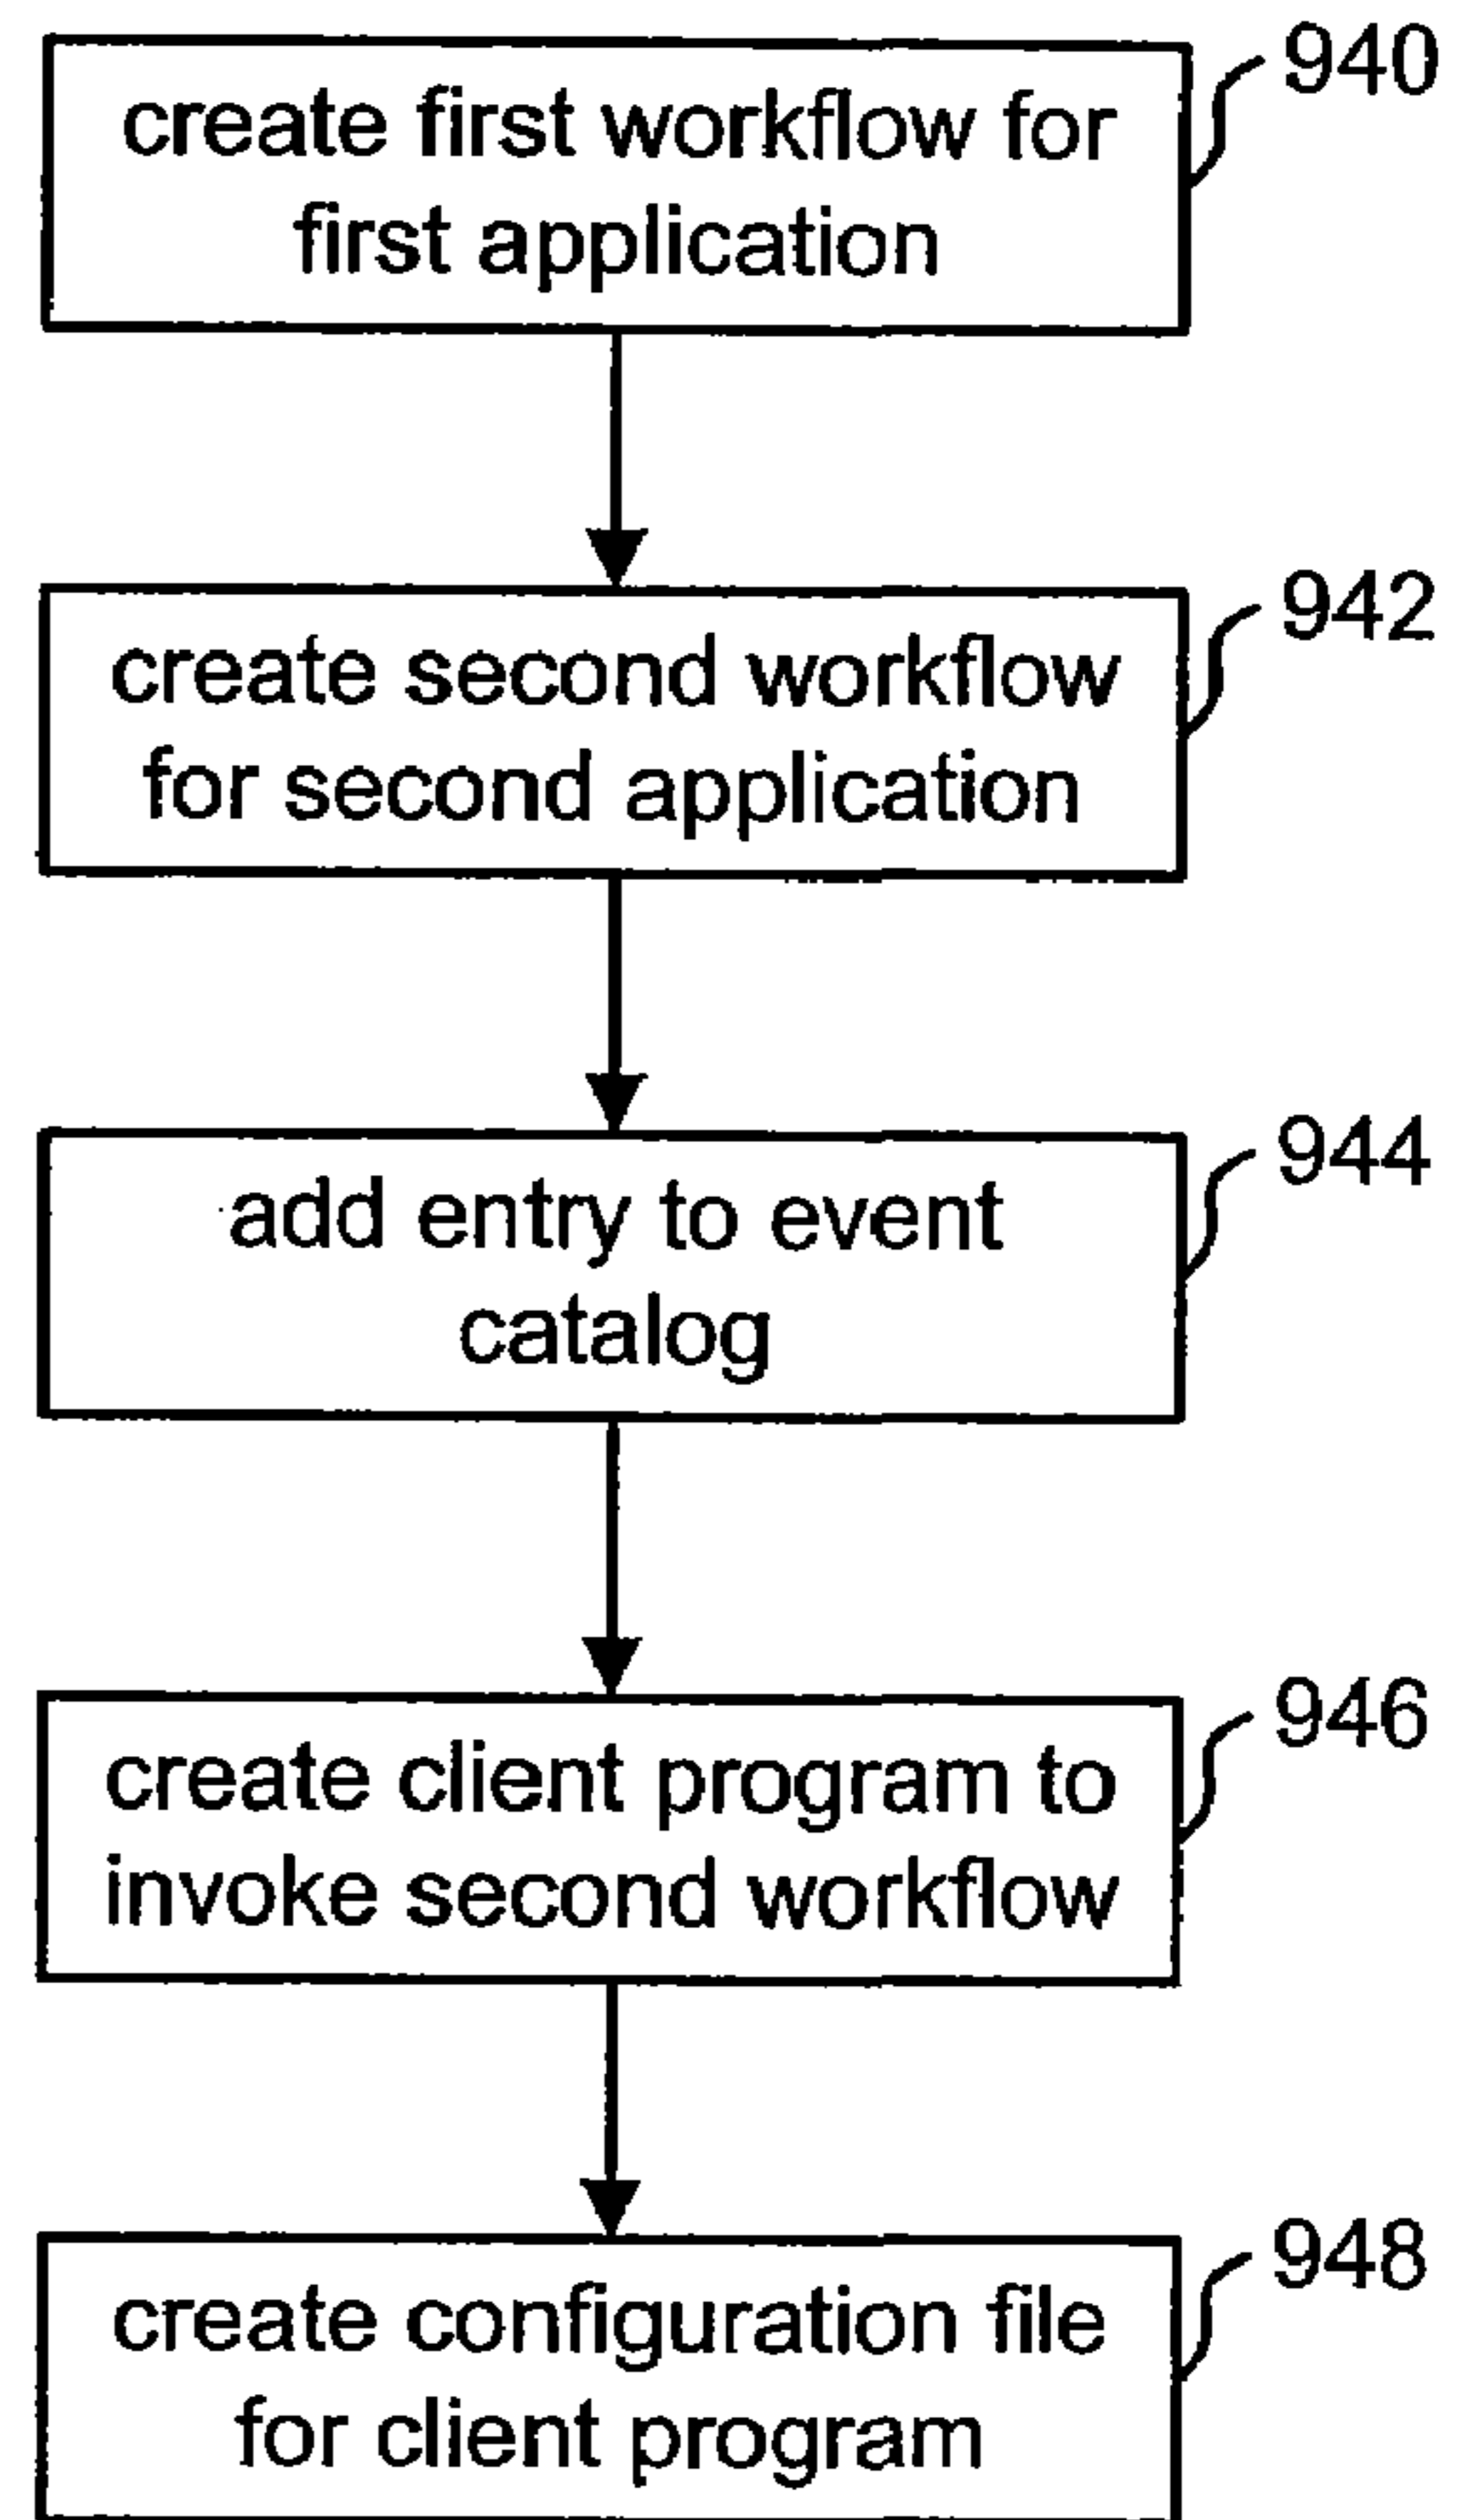 940
create first workflow for
first application
942
create second workflow
for second application
944
add entry to event
catalog
946
create client program to
invoke second workflow
948
create configuration file
for client program